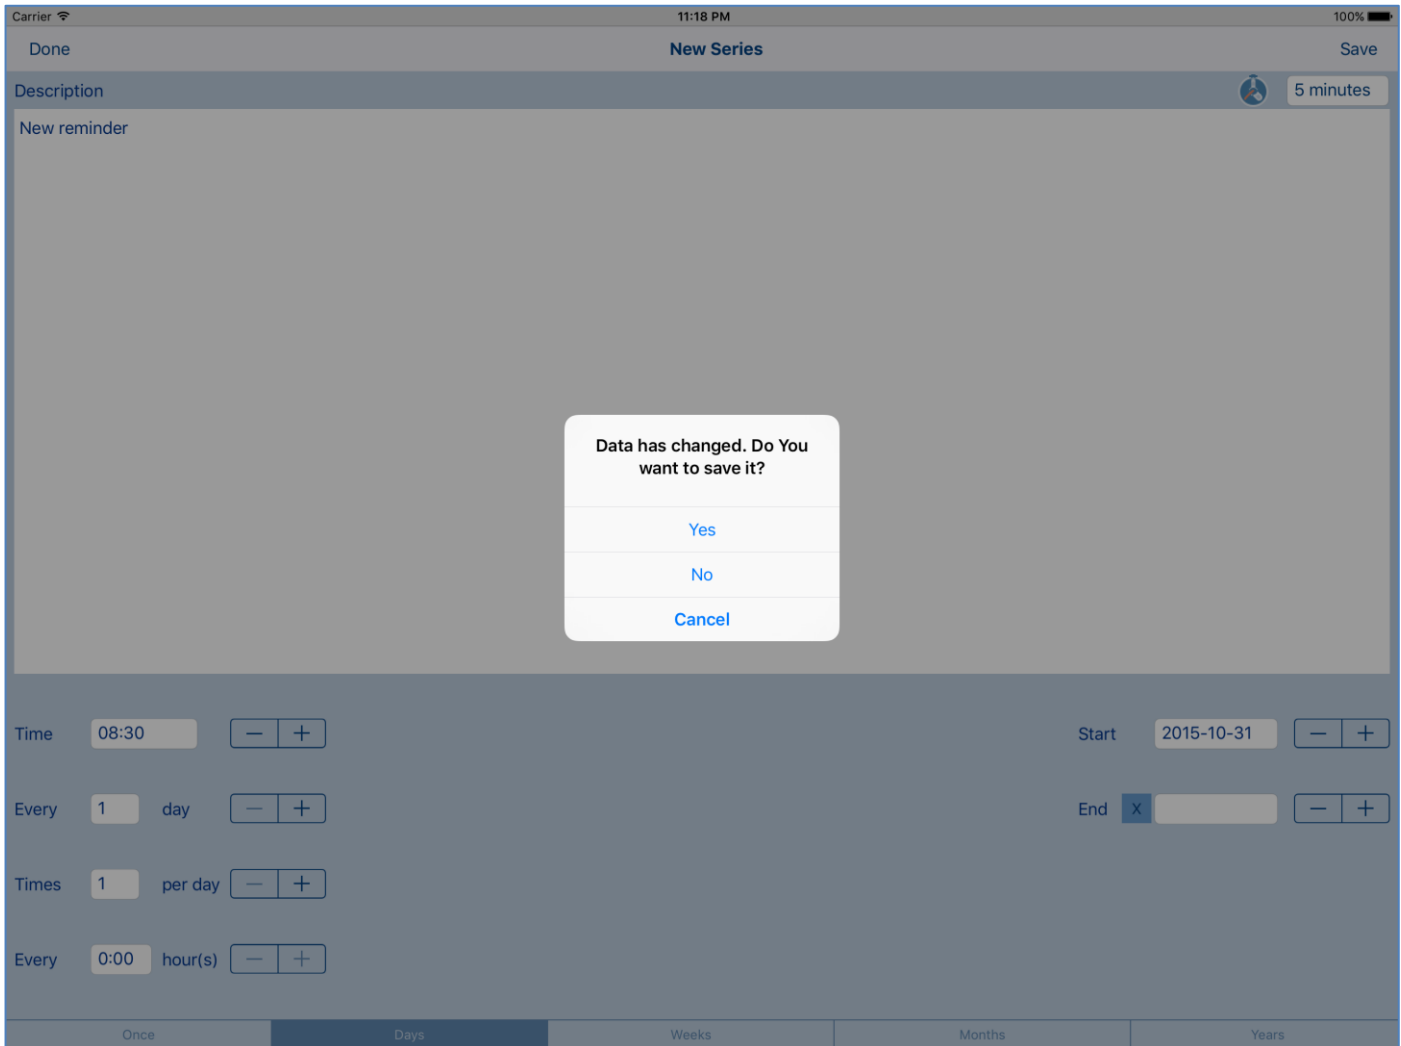 Carrier 11:18 PM 100%
Done New Series Save
Description 5 minutes
New reminder
Data has changed. Do You
want to save it?
Yes
No
Cancel
Time 08:30 − + Start 2015-10-31 − +
Every 1 day − + End X − +
Times 1 per day − +
Every 0:00 hour(s) − +
Once Days Weeks Months Years